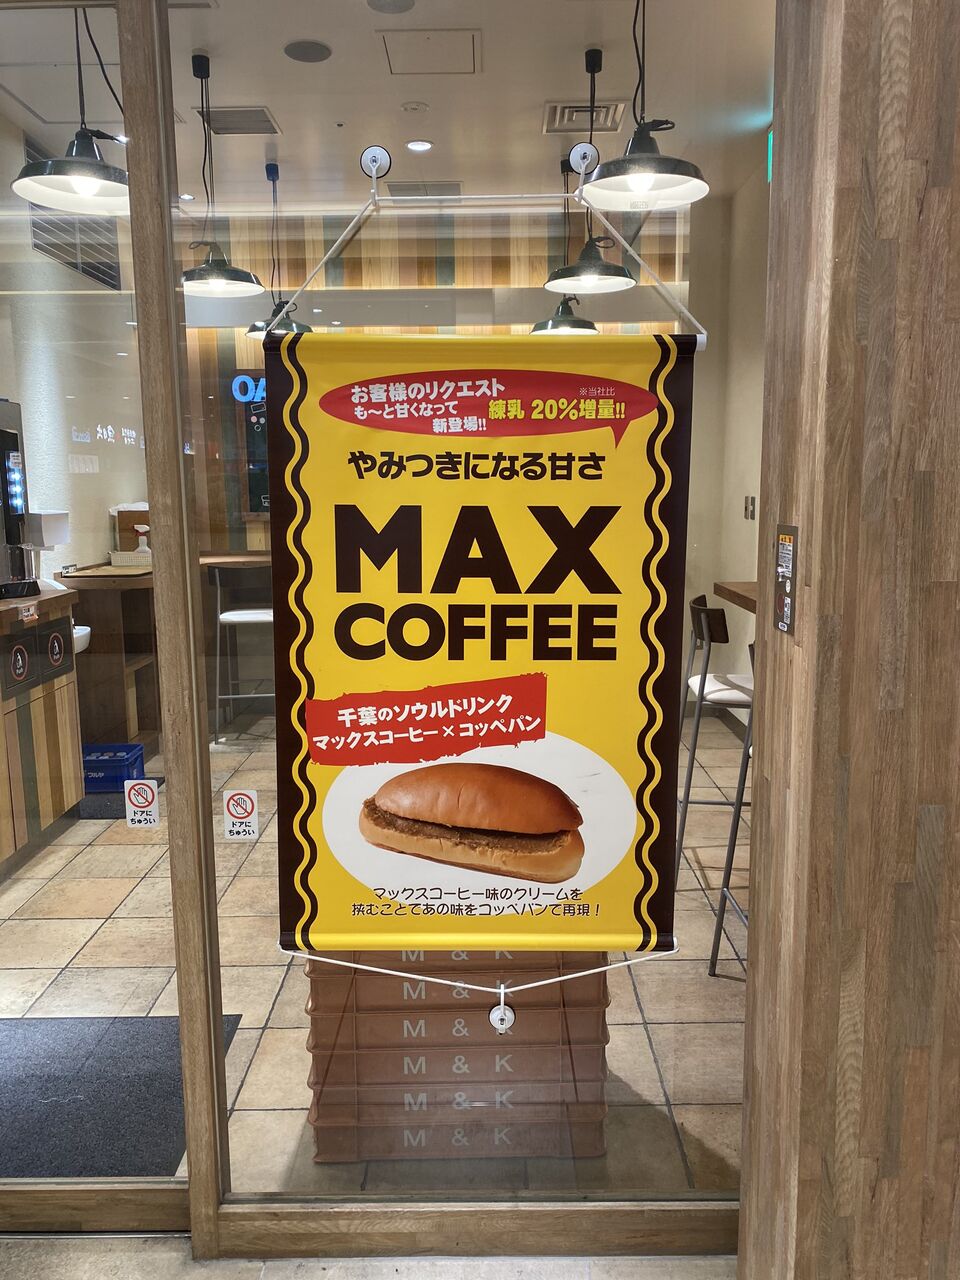 お客様のリクエスト
も〜と甘くなって
新登場!!
※当社比
練乳 20%増量!!
やみつきになる甘さ
MAX
COFFEE
千葉のソウルドリンク
マックスコーヒー×コッペパン
マックスコーヒー味のクリームを
挟むことであの味をコッペパンで再現！
ドアに
ちゅうい
ドアに
ちゅうい
M & K
M & K
M & K
M & K
M & K
M & K